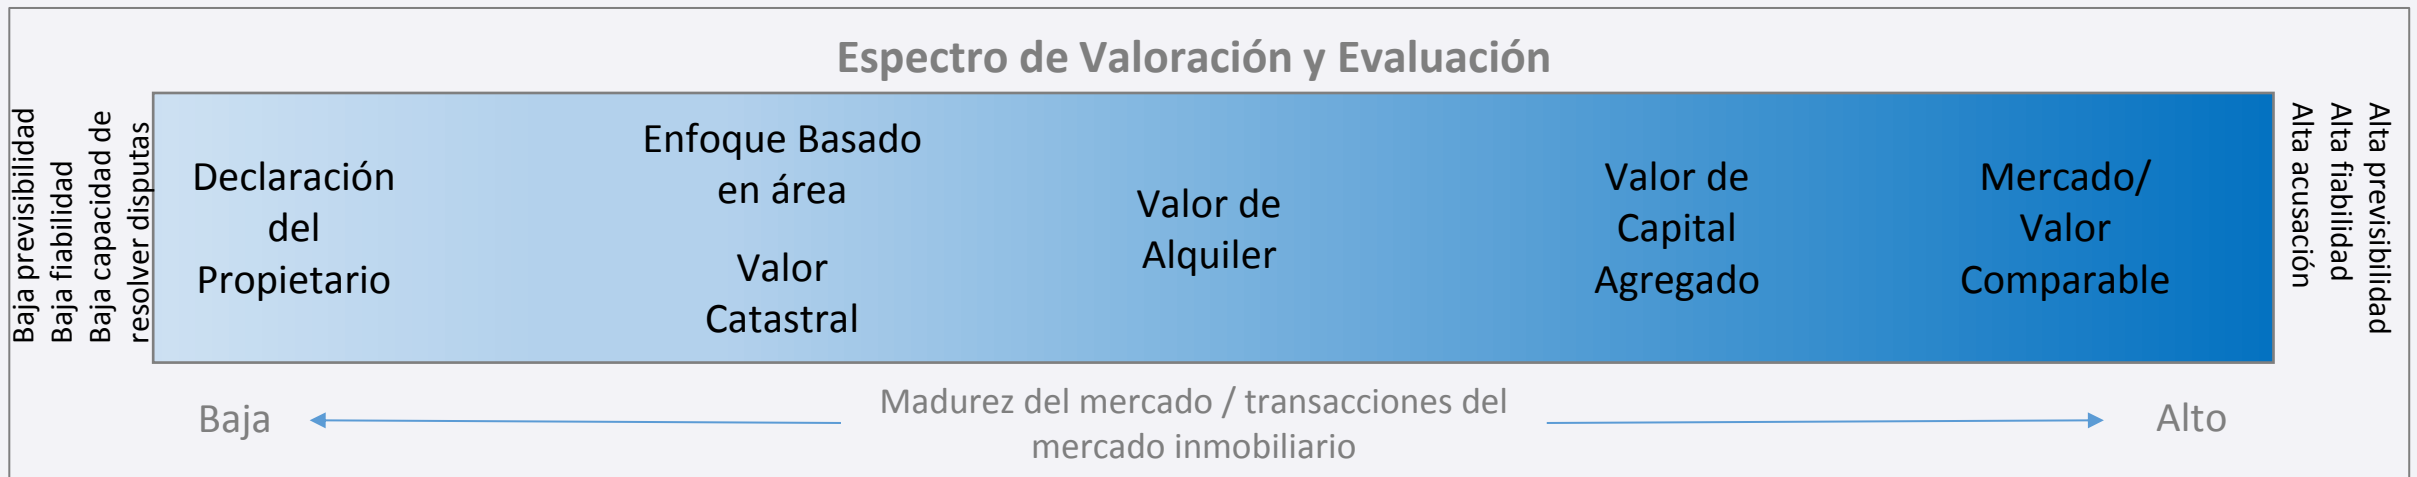 Espectro de Valoración y Evaluación
Baja previsibilidad
Baja fiabilidad
Baja capacidad de
resolver disputas
Declaración
del
Propietario
Enfoque Basado
en área
Valor
Catastral
Valor de
Alquiler
Valor de
Capital
Agregado
Mercado/
Valor
Comparable
Alta previsibilidad
Alta fiabilidad
Alta acusación
Baja
Madurez del mercado / transacciones del
mercado inmobiliario
Alto